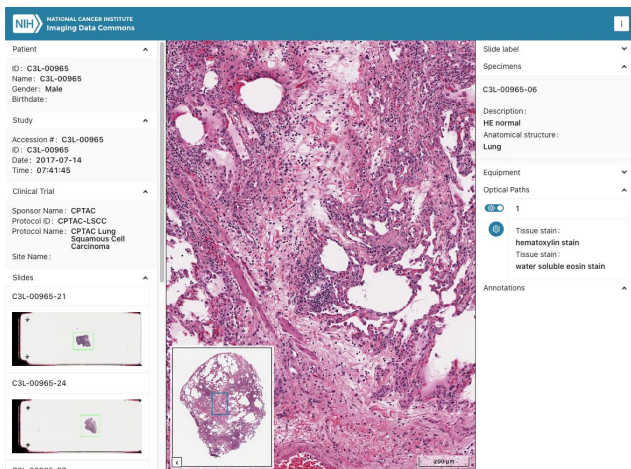 NIH
NATIONAL CANCER INSTITUTE
Imaging Data Commons
i
Patient
ID: C3L-00965
Name: C3L-00965
Gender: Male
Birthdate:
Study
Accession #: C3L-00965
ID: C3L-00965
Date: 2017-07-14
Time: 07:41:45
Clinical Trial
Sponsor Name: CPTAC
Protocol ID: CPTAC-LSCC
Protocol Name: CPTAC Lung
Squamous Cell
Carcinoma
Site Name:
Slides
C3L-00965-21
C3L-00965-24
200 µm
Slide label
Specimens
C3L-00965-06
Description:
HE normal
Anatomical structure:
Lung
Equipment
Optical Paths
1
Tissue stain:
hematoxylin stain
Tissue stain:
water soluble eosin stain
Annotations